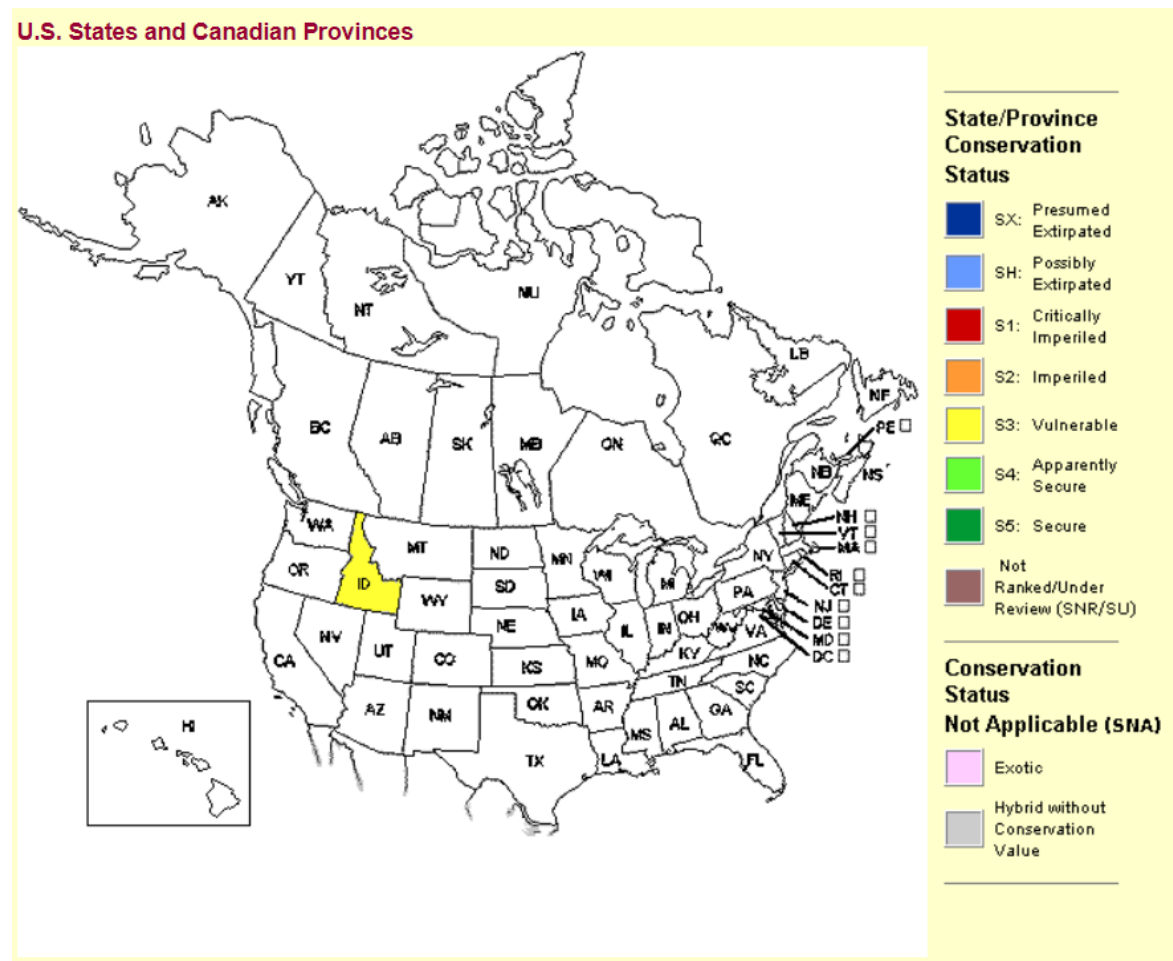 U.S. States and Canadian Provinces
AK
YT
NT
NU
BC
AB
SK
MB
ON
QC
LB
NF
PE
NB
NS
ME
NH
VT
MA
RI
CT
NJ
DE
MD
DC
WA
MT
ND
MN
OR
ID
WY
SD
WI
MI
NY
PA
NV
UT
CO
NE
IA
IL
IN
OH
WV
VA
CA
KS
MO
KY
NC
AZ
NM
OK
AR
TN
SC
TX
LA
MS
AL
GA
FL
HI
State/Province
Conservation
Status
SX: Presumed
Extirpated
SH: Possibly
Extirpated
S1: Critically
Imperiled
S2: Imperiled
S3: Vulnerable
S4: Apparently
Secure
S5: Secure
Not
Ranked/Under
Review (SNR/SU)
Conservation
Status
Not Applicable (SNA)
Exotic
Hybrid without
Conservation
Value